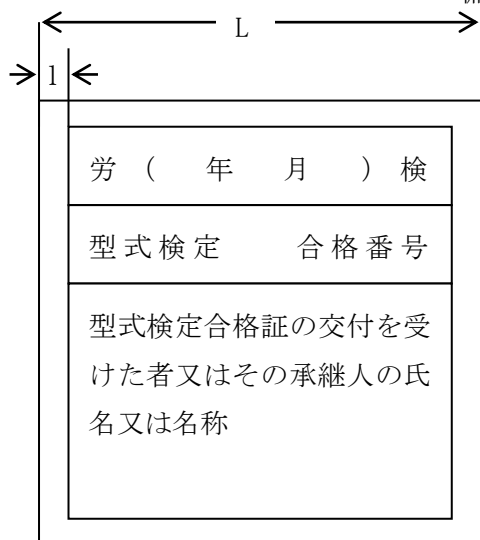 L
l
労 （ 年 月 ） 検
型式検定 合格番号
型式検定合格証の交付を受
けた者又はその承継人の氏
名又は名称